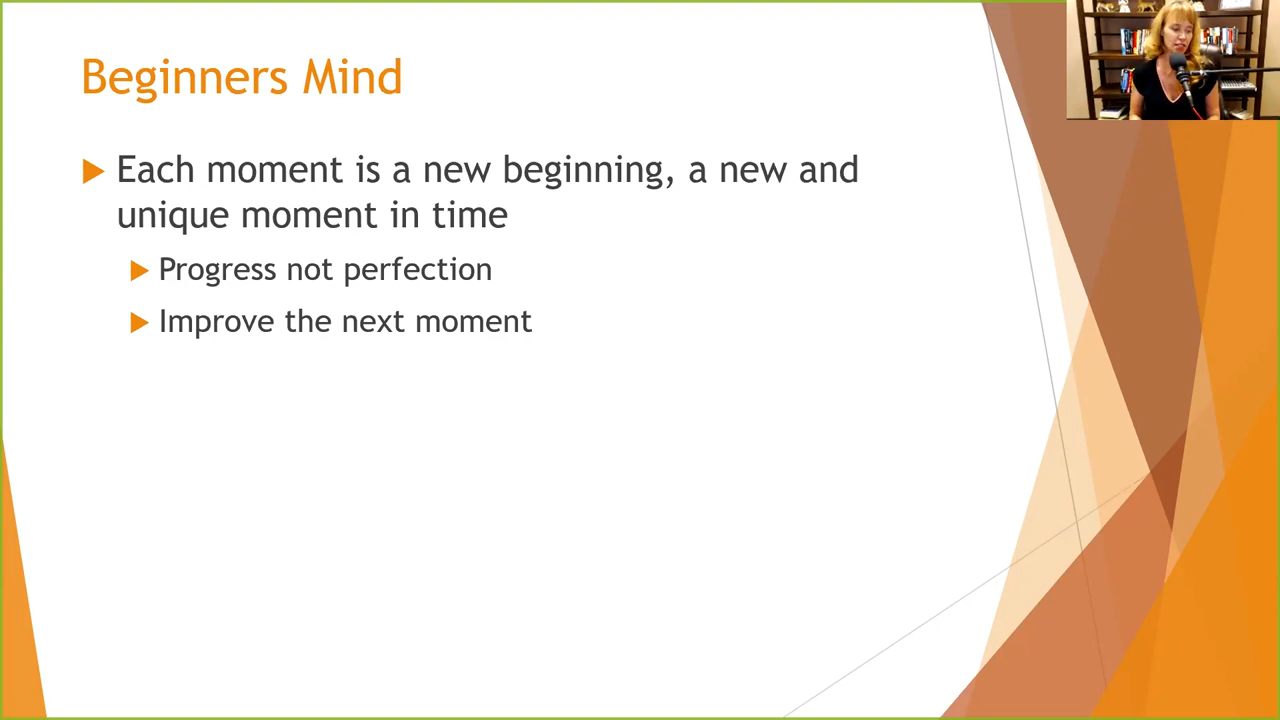 Beginners Mind
Each moment is a new beginning, a new and
unique moment in time
Progress not perfection
Improve the next moment